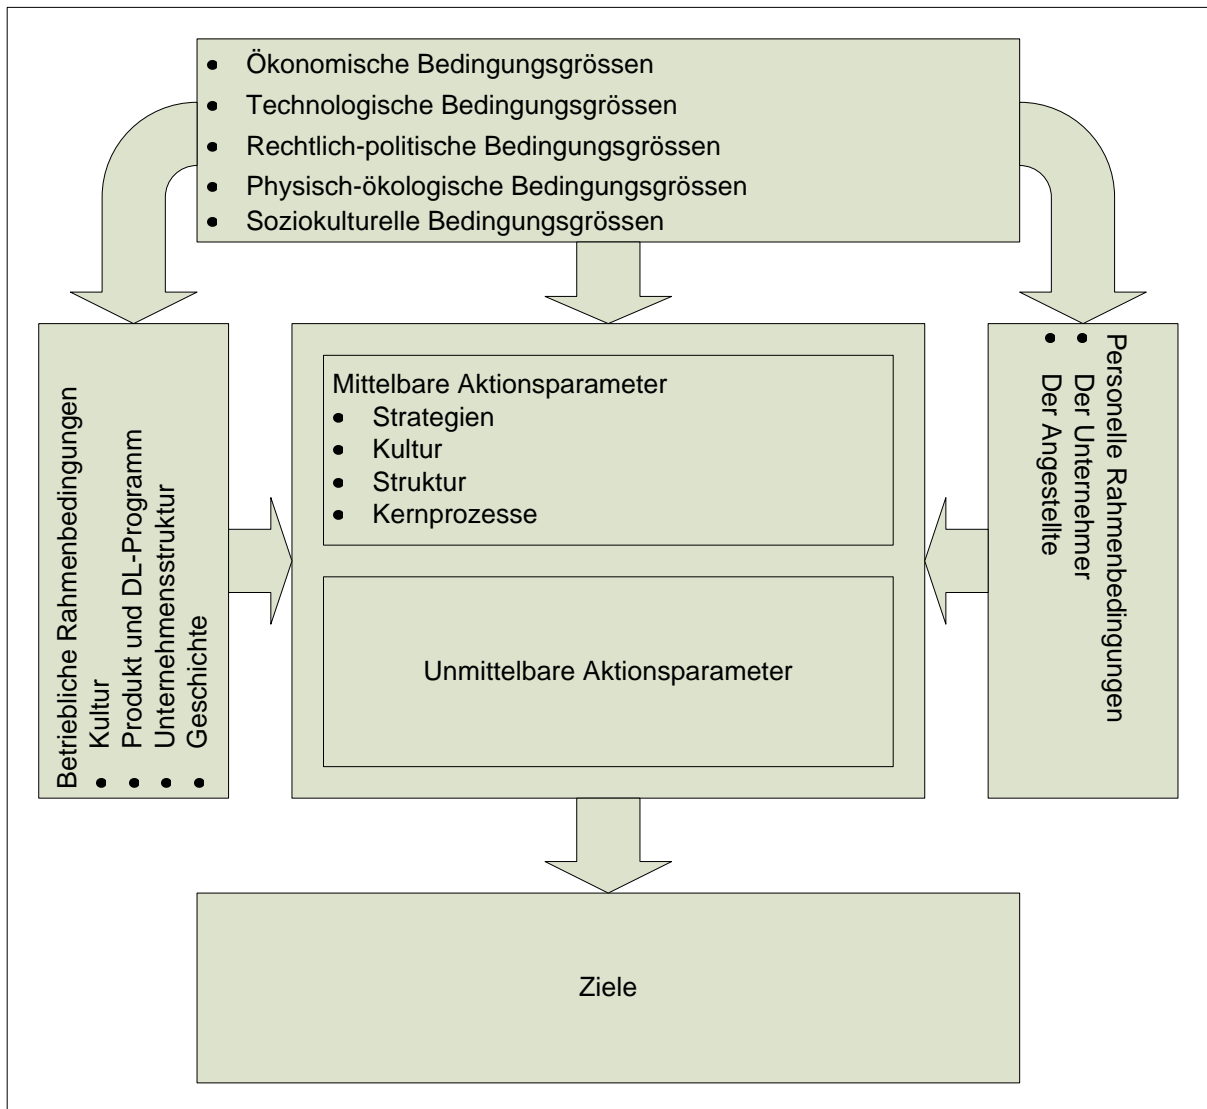 • Ökonomische Bedingungsgrössen
• Technologische Bedingungsgrössen
• Rechtlich-politische Bedingungsgrössen
• Physisch-ökologische Bedingungsgrössen
• Soziokulturelle Bedingungsgrössen
Betriebliche Rahmenbedingungen
• Kultur
• Produkt und DL-Programm
• Unternehmensstruktur
• Geschichte
Mittelbare Aktionsparameter
• Strategien
• Kultur
• Struktur
• Kernprozesse
Unmittelbare Aktionsparameter
Personelle Rahmenbedingungen
• Der Unternehmer
• Der Angestellte
Ziele